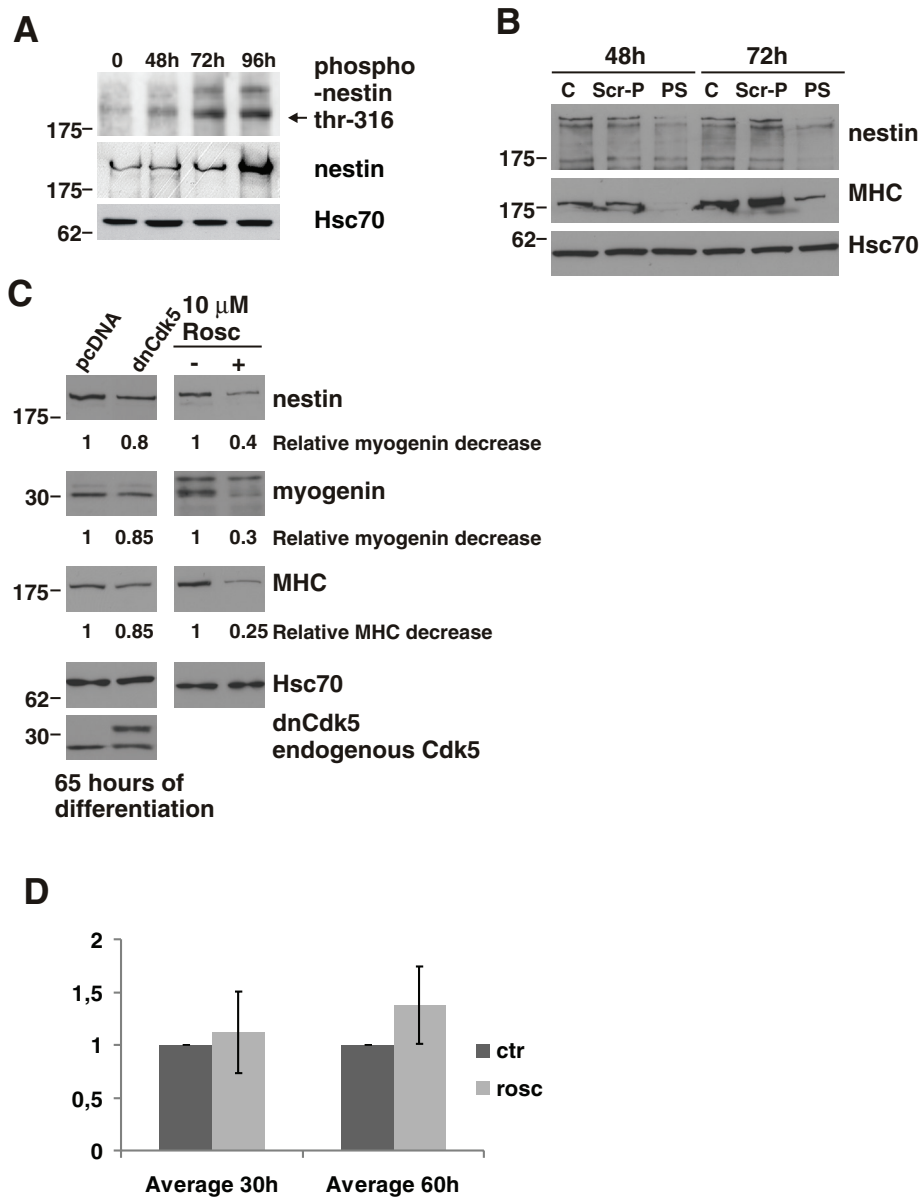 A
0 48h 72h 96h
phospho
-nestin
thr-316
175
nestin
175
Hsc70
62
B
48h 72h
C Scr-P PS C Scr-P PS
nestin
175
MHC
175
62
Hsc70
C
pcDNA
dnCdk5
10 μM
Rosc
- +
nestin
175
1 0.8 1 0.4 Relative myogenin decrease
30
myogenin
1 0.85 1 0.3 Relative myogenin decrease
175
MHC
1 0.85 1 0.25 Relative MHC decrease
Hsc70
62
30
dnCdk5
endogenous Cdk5
65 hours of
differentiation
D
2
1,5
1
0,5
0
ctr
rosc
Average 30h Average 60h